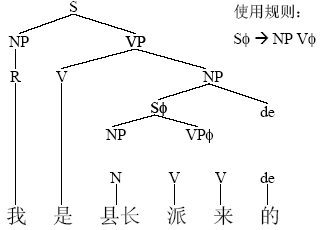 S
使用规则：
Sϕ → NP Vϕ
NP VP
R V NP
Sϕ de
NP VPϕ
N V V de
我 是 县长 派 来 的